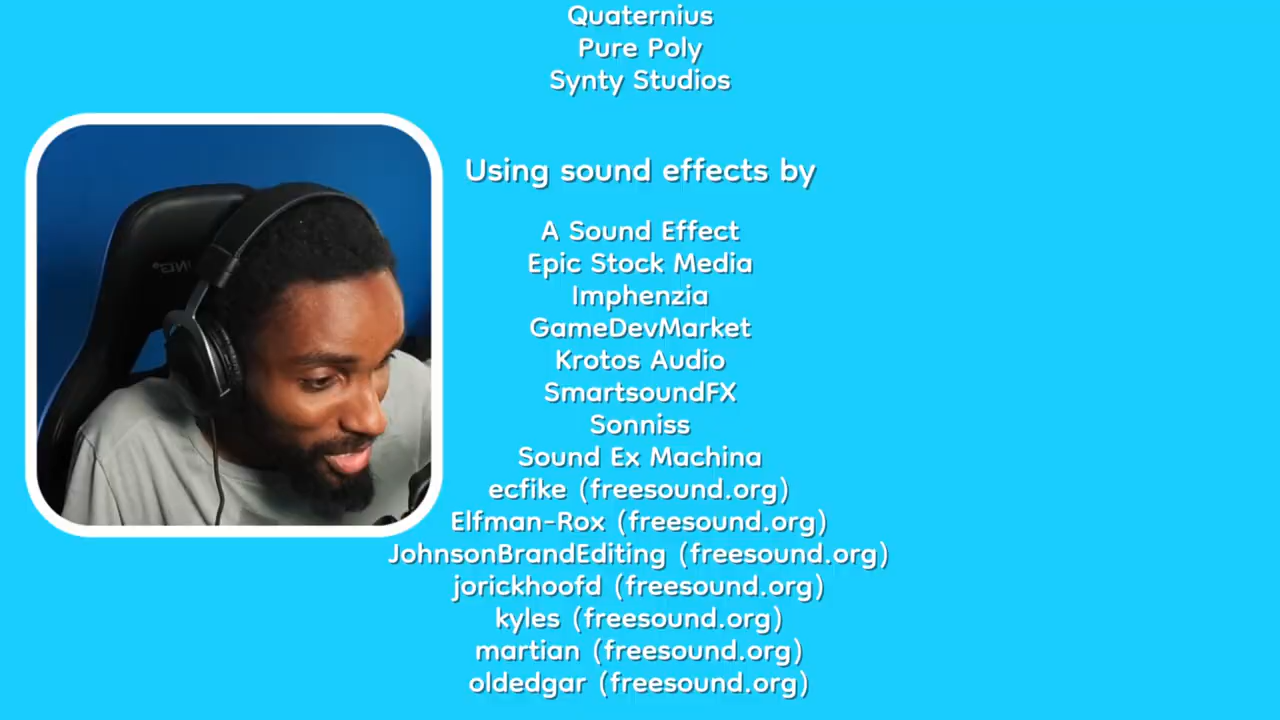 Quaternius
Pure Poly
Synty Studios
Using sound effects by
A Sound Effect
Epic Stock Media
Imphenzia
GameDevMarket
Krotos Audio
SmartsoundFX
Sonniss
Sound Ex Machina
ecfike (freesound.org)
Elfman-Rox (freesound.org)
JohnsonBrandEditing (freesound.org)
jorickhoofd (freesound.org)
kyles (freesound.org)
martian (freesound.org)
oldedgar (freesound.org)